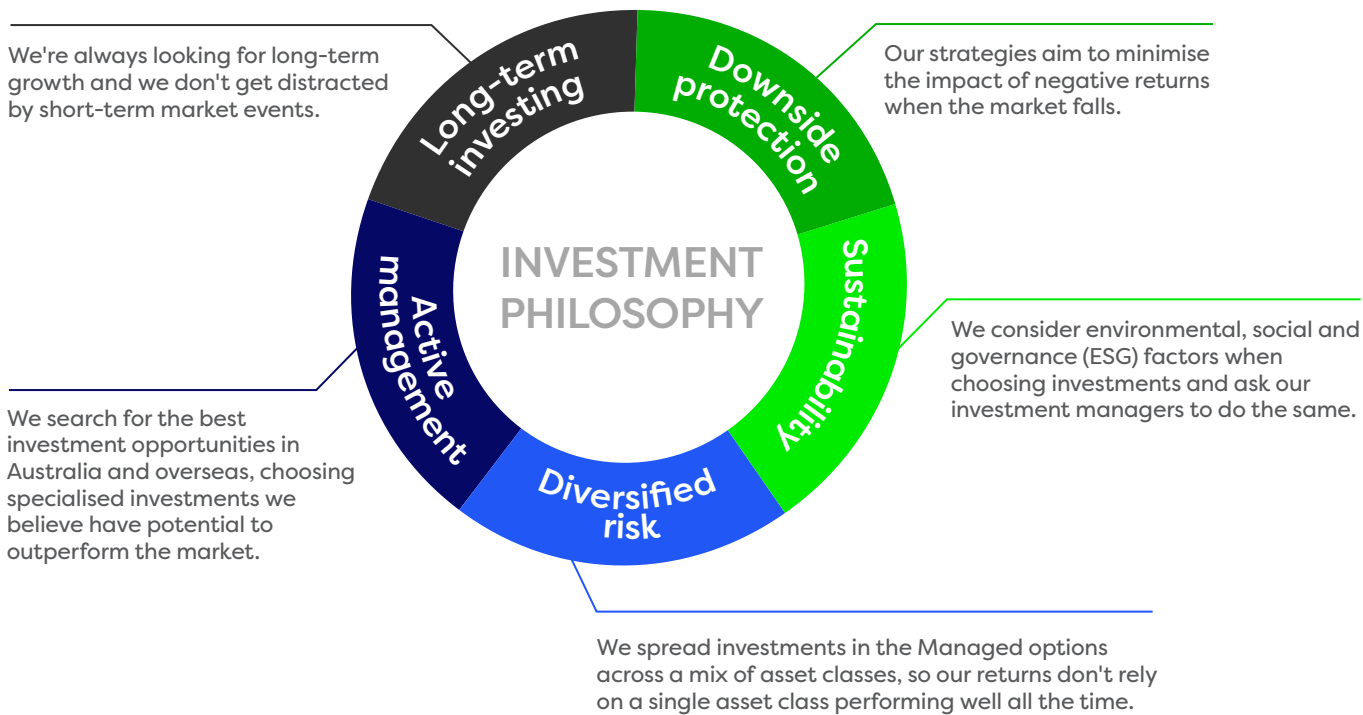 INVESTMENT
PHILOSOPHY
Long-term
investing
We're always looking for long-term
growth and we don't get distracted
by short-term market events.
Downside
protection
Our strategies aim to minimise
the impact of negative returns
when the market falls.
Sustainability
We consider environmental, social and
governance (ESG) factors when
choosing investments and ask our
investment managers to do the same.
Diversified
risk
We spread investments in the Managed options
across a mix of asset classes, so our returns don't rely
on a single asset class performing well all the time.
Active
management
We search for the best
investment opportunities in
Australia and overseas, choosing
specialised investments we
believe have potential to
outperform the market.